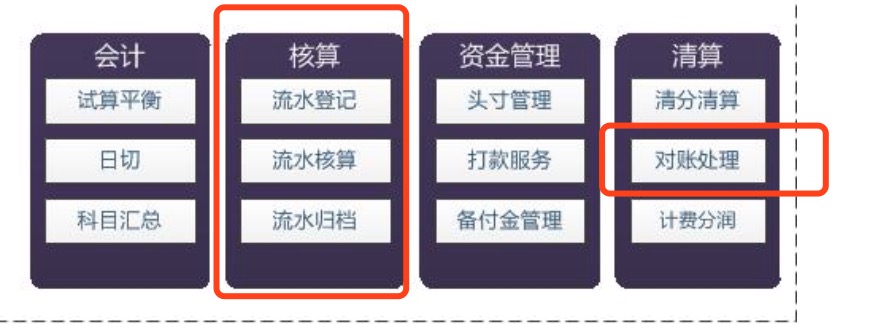 会计
试算平衡
日切
科目汇总
核算
流水登记
流水核算
流水归档
资金管理
头寸管理
打款服务
备付金管理
清算
清分清算
对账处理
计费分润